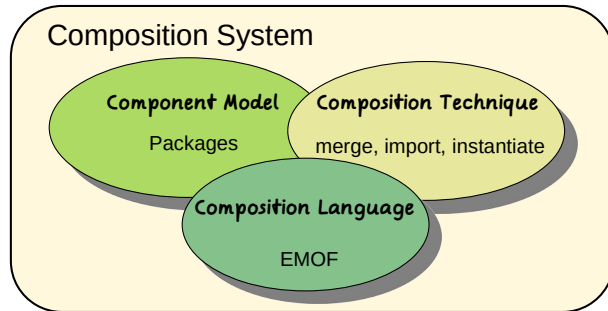 Composition System
Component Model
Packages
Composition Technique
merge, import, instantiate
Composition Language
EMOF